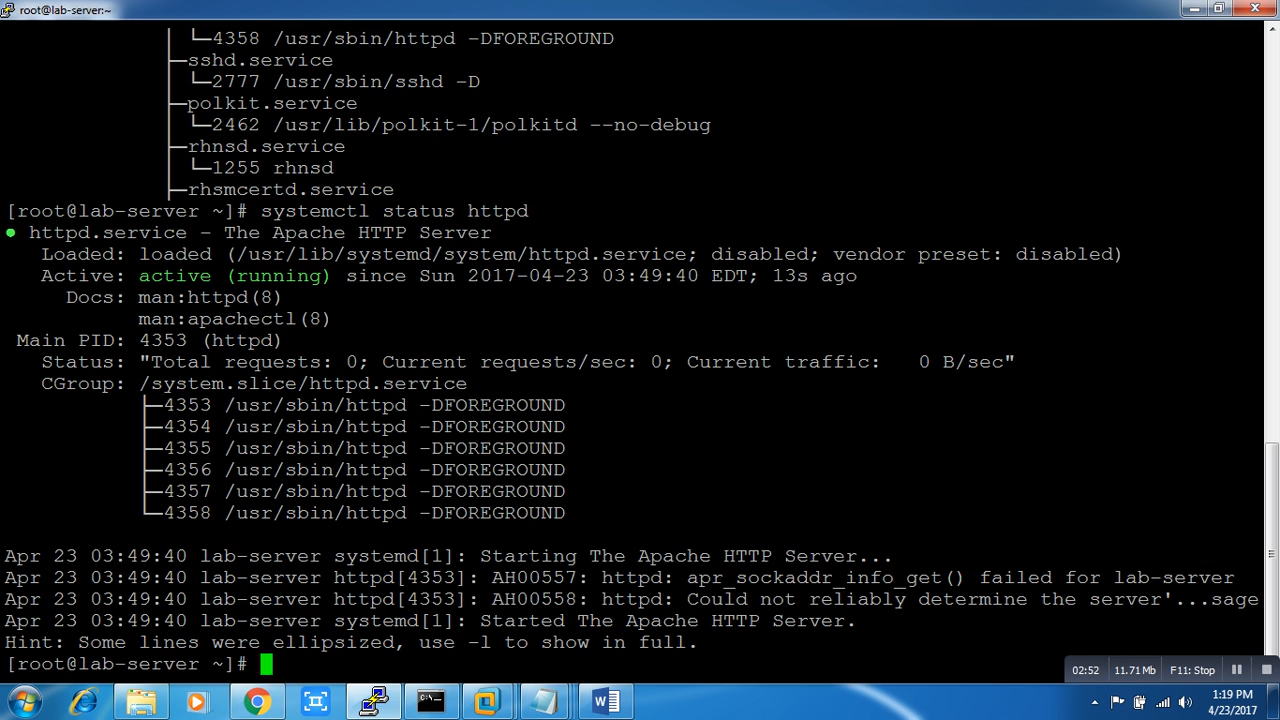 root@lab-server:~
└─4358 /usr/sbin/httpd -DFOREGROUND
├─sshd.service
│ └─2777 /usr/sbin/sshd -D
├─polkit.service
│ └─2462 /usr/lib/polkit-1/polkitd --no-debug
├─rhnsd.service
│ └─1255 rhnsd
├─rhsmcertd.service
[root@lab-server ~]# systemctl status httpd
● httpd.service - The Apache HTTP Server
Loaded: loaded (/usr/lib/systemd/system/httpd.service; disabled; vendor preset: disabled)
Active: active (running) since Sun 2017-04-23 03:49:40 EDT; 13s ago
Docs: man:httpd(8)
man:apachectl(8)
Main PID: 4353 (httpd)
Status: "Total requests: 0; Current requests/sec: 0; Current traffic:   0 B/sec"
CGroup: /system.slice/httpd.service
├─4353 /usr/sbin/httpd -DFOREGROUND
├─4354 /usr/sbin/httpd -DFOREGROUND
├─4355 /usr/sbin/httpd -DFOREGROUND
├─4356 /usr/sbin/httpd -DFOREGROUND
├─4357 /usr/sbin/httpd -DFOREGROUND
└─4358 /usr/sbin/httpd -DFOREGROUND
Apr 23 03:49:40 lab-server systemd[1]: Starting The Apache HTTP Server...
Apr 23 03:49:40 lab-server httpd[4353]: AH00557: httpd: apr_sockaddr_info_get() failed for lab-server
Apr 23 03:49:40 lab-server httpd[4353]: AH00558: httpd: Could not reliably determine the server'...sage
Apr 23 03:49:40 lab-server systemd[1]: Started The Apache HTTP Server.
Hint: Some lines were ellipsized, use -l to show in full.
[root@lab-server ~]#
02:52 11.71Mb F11: Stop
1:19 PM
4/23/2017